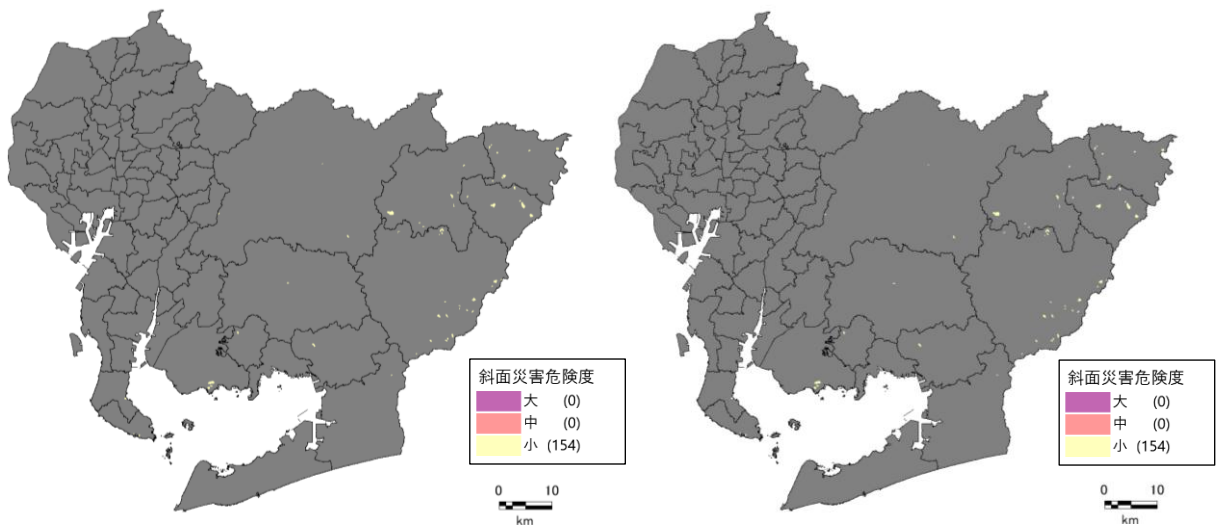 斜面災害危険度
大 (0)
中 (0)
小 (154)
0 10
km
斜面災害危険度
大 (0)
中 (0)
小 (154)
0 10
km